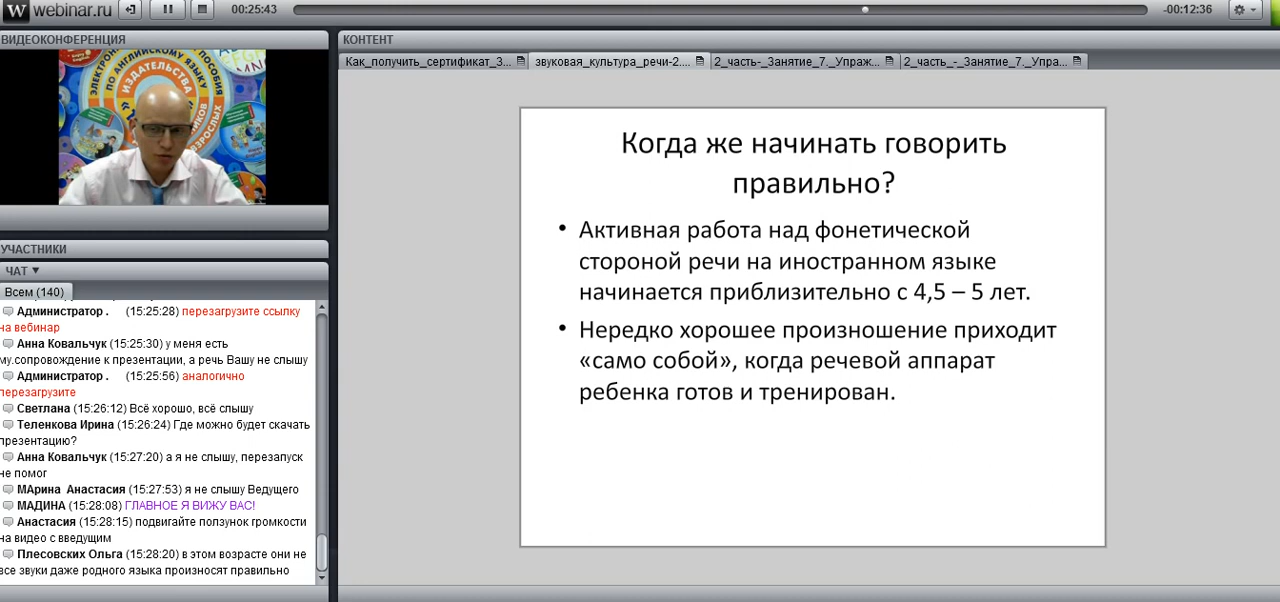 W webinar.ru
00:25:43
-00:12:36
ВИДЕОКОНФЕРЕНЦИЯ
ЭЛЕКТРОН
ПО АНГЛИЙСКОМУ ЯЗЫКУ
ИЗДАТЕЛЬСТВА
ВЗРОСЛЫХ
УЧАСТНИКИ
ЧАТ ▼
Всем (140)
Администратор . (15:25:28) перезагрузите ссылку
на вебинар
Анна Ковальчук (15:25:30) у меня есть
му.сопровождение к презентации, а речь Вашу не слышу
Администратор . (15:25:56) аналогично
перезагрузите
Светлана (15:26:12) Всё хорошо, всё слышу
Теленкова Ирина (15:26:24) Где можно будет скачать
презентацию?
Анна Ковальчук (15:27:20) а я не слышу, перезапуск
не помог
МАрина Анастасия (15:27:53) я не слышу Ведущего
МАДИНА (15:28:08) ГЛАВНОЕ Я ВИЖУ ВАС!
Анастасия (15:28:15) подвигайте ползунок громкости
на видео с введущим
Плесовских Ольга (15:28:20) в этом возрасте они не
все звуки даже родного языка произносят правильно
КОНТЕНТ
Как_получить_сертификат_3...
звуковая_культура_речи-2....
2_часть-_Занятие_7._Упраж...
2_часть_-_Занятие_7._Упра...
Когда же начинать говорить
правильно?
• Активная работа над фонетической
стороной речи на иностранном языке
начинается приблизительно с 4,5 – 5 лет.
• Нередко хорошее произношение приходит
«само собой», когда речевой аппарат
ребенка готов и тренирован.